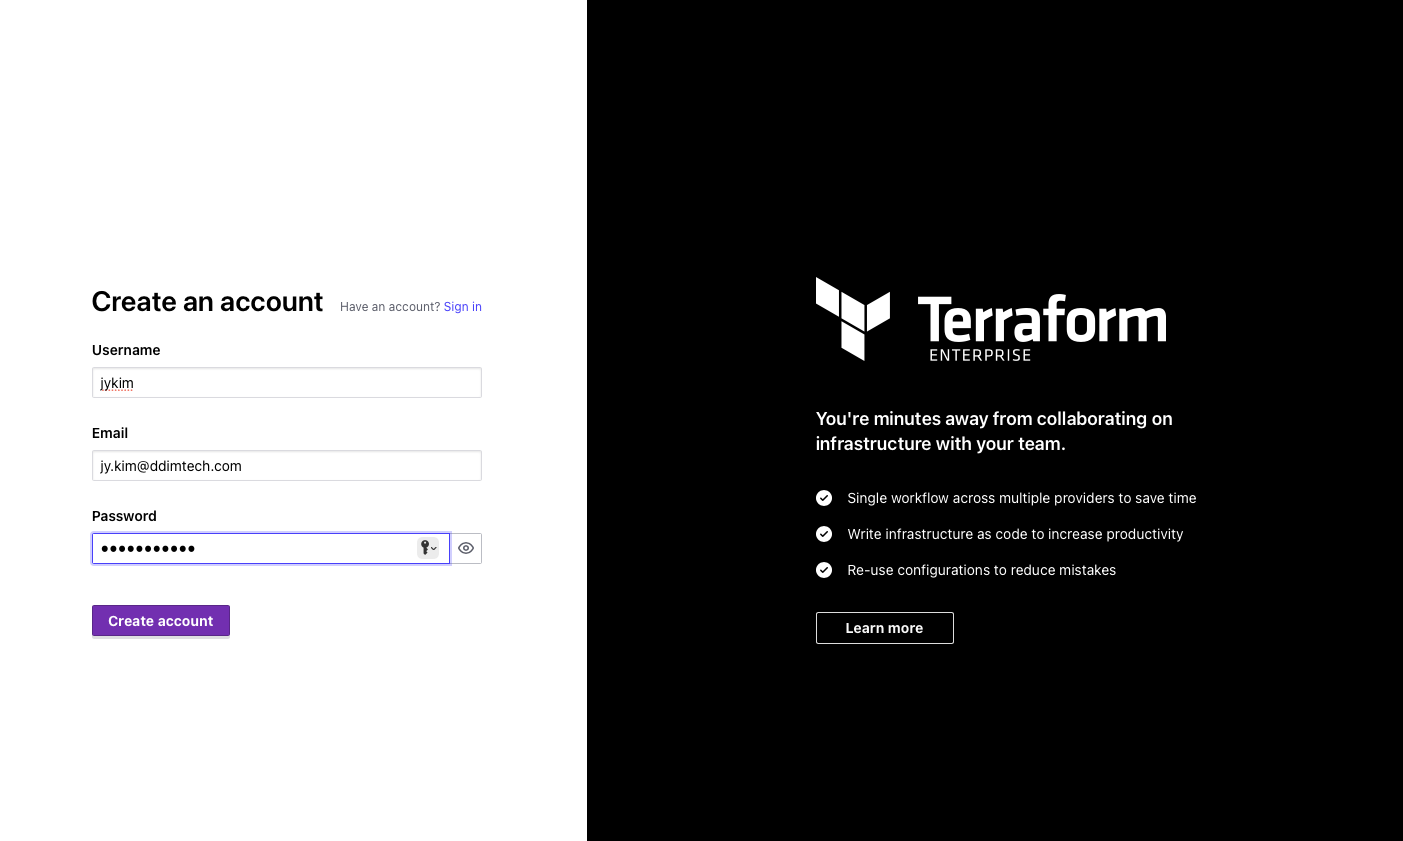 Create an account
Have an account? Sign in
Username
jykim
Email
jy.kim@ddimtech.com
Password
•••••••••••
Create account
Terraform
ENTERPRISE
You're minutes away from collaborating on
infrastructure with your team.
Single workflow across multiple providers to save time
Write infrastructure as code to increase productivity
Re-use configurations to reduce mistakes
Learn more